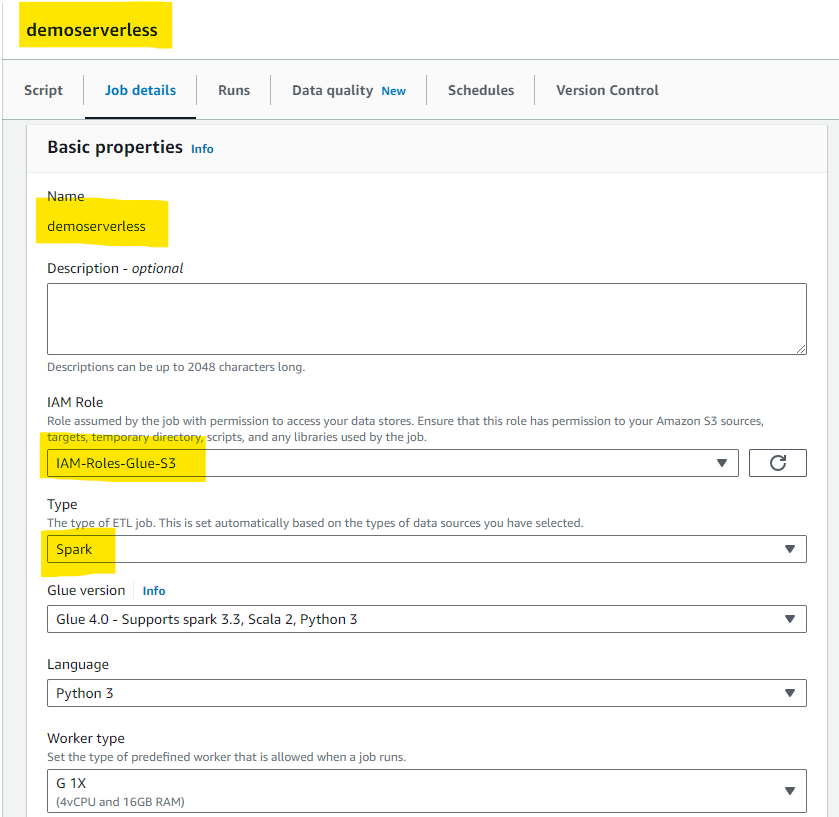 demoserverless
Script Job details Runs Data quality New Schedules Version Control
Basic properties Info
Name
demoserverless
Description - optional
Descriptions can be up to 2048 characters long.
IAM Role
Role assumed by the job with permission to access your data stores. Ensure that this role has permission to your Amazon S3 sources,
targets, temporary directory, scripts, and any libraries used by the job.
IAM-Roles-Glue-S3
Type
The type of ETL job. This is set automatically based on the types of data sources you have selected.
Spark
Glue version Info
Glue 4.0 - Supports spark 3.3, Scala 2, Python 3
Language
Python 3
Worker type
Set the type of predefined worker that is allowed when a job runs.
G 1X
(4vCPU and 16GB RAM)